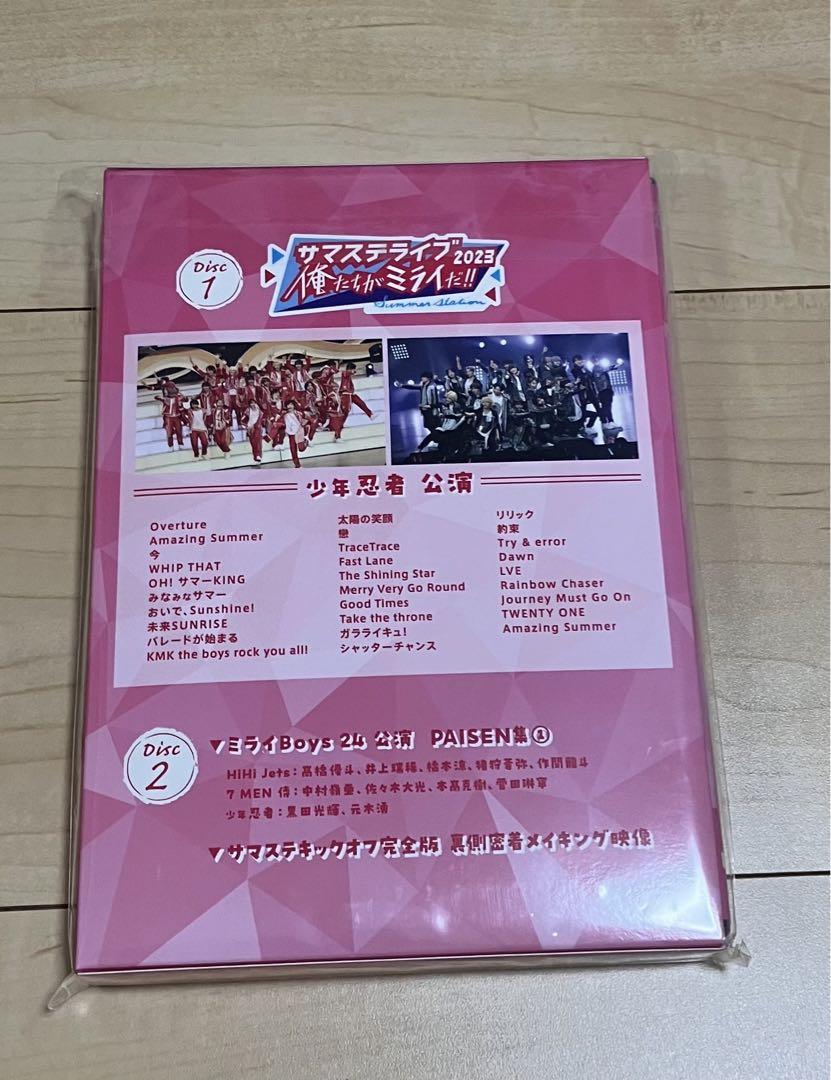 Disc
1
サマステライブ 2023
俺たちがミライだ!!
Summer Station
少年忍者 公演
Overture
Amazing Summer
今
WHIP THAT
OH! サマーKING
みなみなサマー
おいで、Sunshine!
未来SUNRISE
パレードが始まる
KMK the boys rock you all!
太陽の笑顔
戀
TraceTrace
Fast Lane
The Shining Star
Merry Very Go Round
Good Times
Take the throne
ガラライキュ!
シャッターチャンス
リリック
約束
Try & error
Dawn
LVE
Rainbow Chaser
Journey Must Go On
TWENTY ONE
Amazing Summer
Disc
2
▼ミライBoys 24 公演 PAISEN集①
HiHi Jets:髙橋優斗、井上瑞稀、橋本涼、猪狩蒼弥、作間龍斗
7 MEN 侍:中村嶺亜、佐々木大光、本髙克樹、菅田琳寧
少年忍者:黒田光輝、元木湧
▼サマステキックオフ完全版 裏側密着メイキング映像